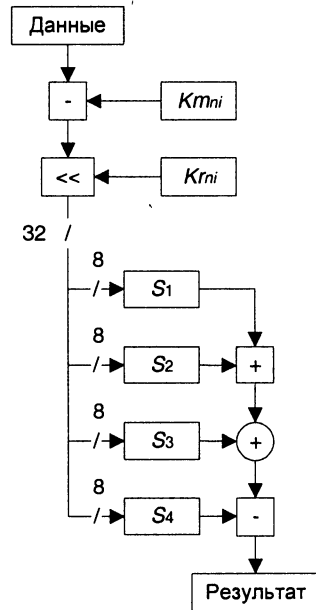 Данные
- Kmni
<< Krni
32 /
8
/ S1
8
/ S2 +
8
/ S3 +
8
/ S4 -
Результат